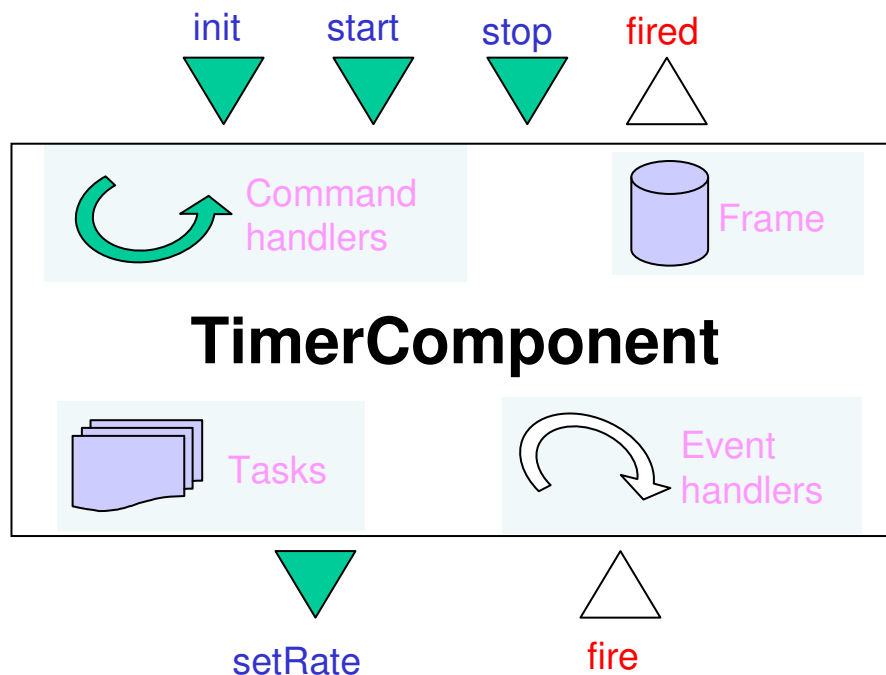 init
start
stop
fired
Command
handlers
Frame
TimerComponent
Tasks
Event
handlers
setRate
fire